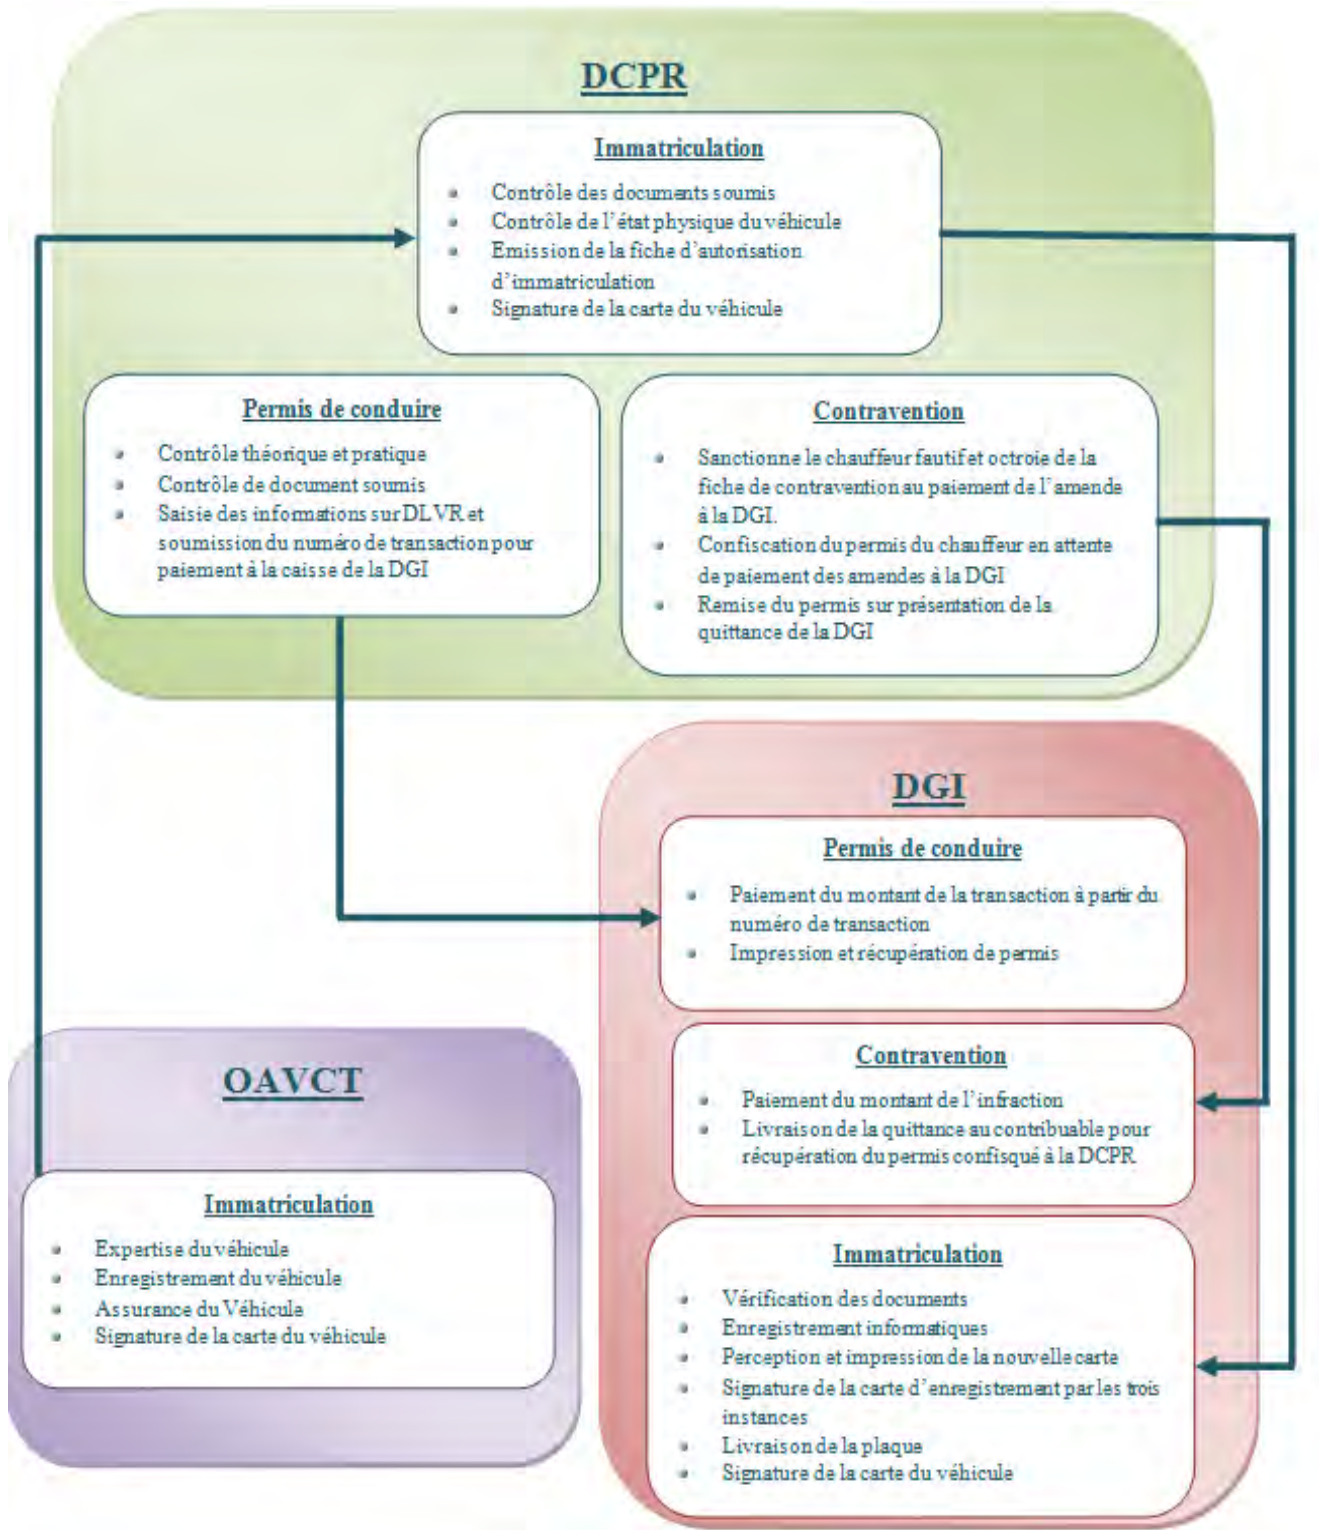 DCPR
Immatriculation
Contrôle des documents soumis
Contrôle de l'état physique du véhicule
Emission de la fiche d'autorisation
d'immatriculation
Signature de la carte du véhicule
Permis de conduire
Contrôle théorique et pratique
Contrôle de document soumis
Saisie des informations sur DLVR et
soumission du numéro de transaction pour
paiement à la caisse de la DGI
Contravention
Sanctionne le chauffeur fautif et octroie de la
fiche de contravention au paiement de l'amende
à la DGI.
Confiscation du permis du chauffeur en attente
de paiement des amendes à la DGI
Remise du permis sur présentation de la
quittance de la DGI
DGI
Permis de conduire
Paiement du montant de la transaction à partir du
numéro de transaction
Impression et récupération de permis
Contravention
Paiement du montant de l'infraction
Livraison de la quittance au contribuable pour
récupération du permis confisqué à la DCPR
Immatriculation
Vérification des documents
Enregistrement informatiques
Perception et impression de la nouvelle carte
Signature de la carte d'enregistrement par les trois
instances
Livraison de la plaque
Signature de la carte du véhicule
OAVCT
Immatriculation
Expertise du véhicule
Enregistrement du véhicule
Assurance du Véhicule
Signature de la carte du véhicule